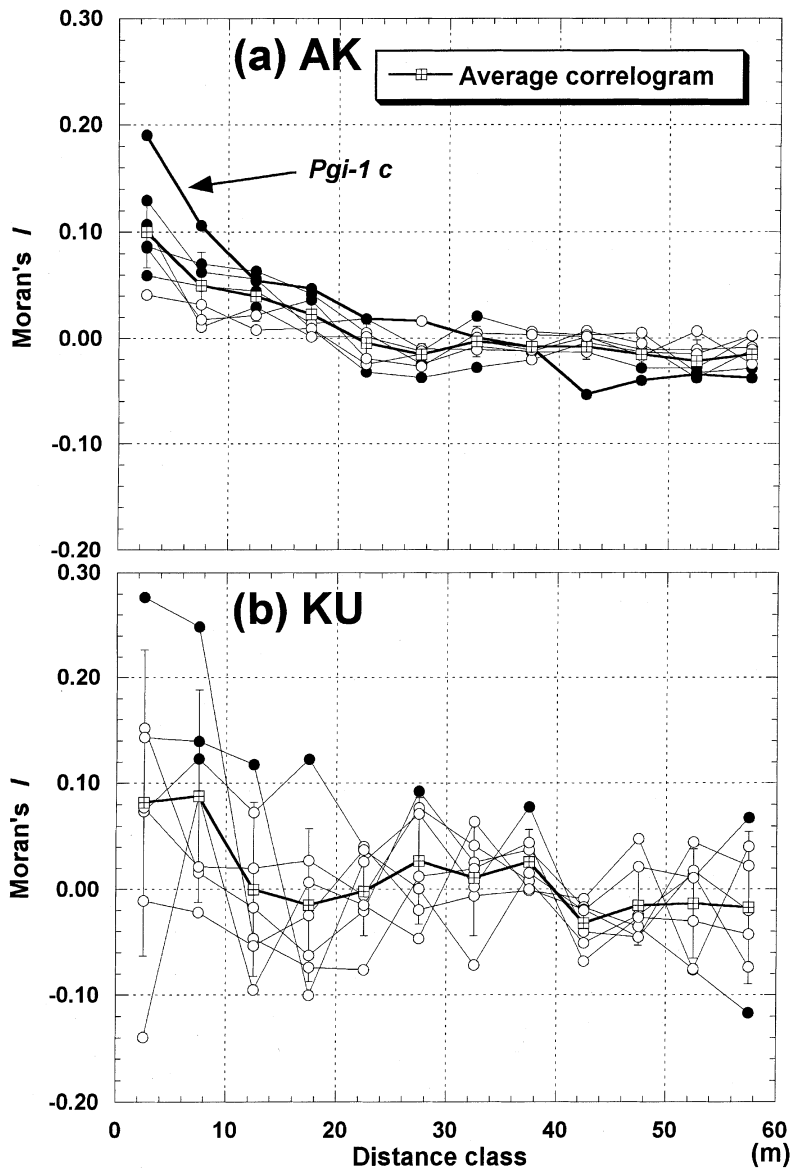 0.30
(a) AK
Average correlogram
0.20
Pgi-1 c
0.10
Moran's I
0.00
-0.10
-0.20
0.30
(b) KU
0.20
0.10
Moran's I
0.00
-0.10
-0.20
0 10 20 30 40 50 60
Distance class (m)